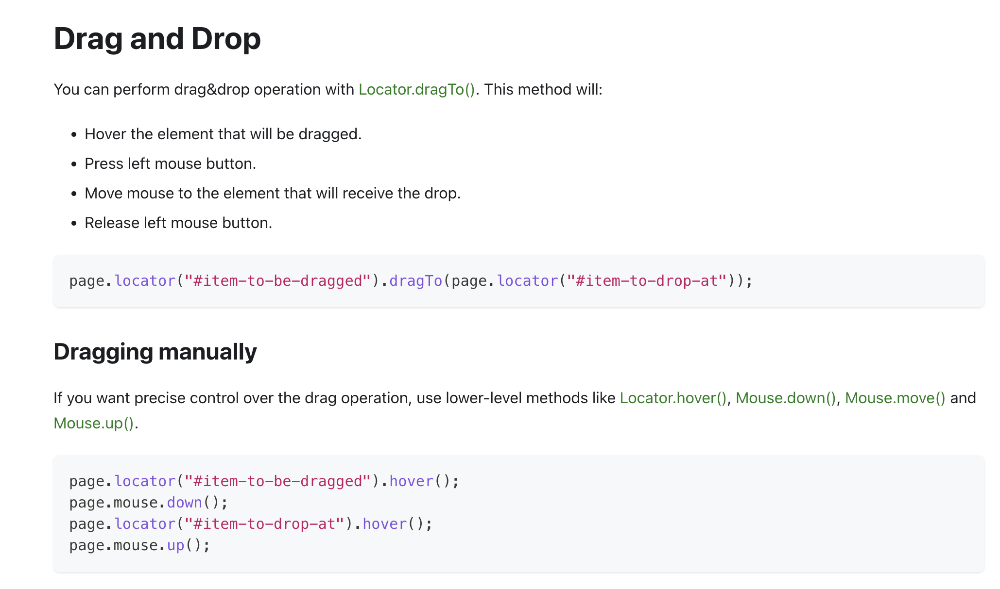 Drag and Drop
You can perform drag&drop operation with Locator.dragTo(). This method will:
• Hover the element that will be dragged.
• Press left mouse button.
• Move mouse to the element that will receive the drop.
• Release left mouse button.
page.locator("#item-to-be-dragged").dragTo(page.locator("#item-to-drop-at"));
Dragging manually
If you want precise control over the drag operation, use lower-level methods like Locator.hover(), Mouse.down(), Mouse.move() and
Mouse.up().
page.locator("#item-to-be-dragged").hover();
page.mouse.down();
page.locator("#item-to-drop-at").hover();
page.mouse.up();